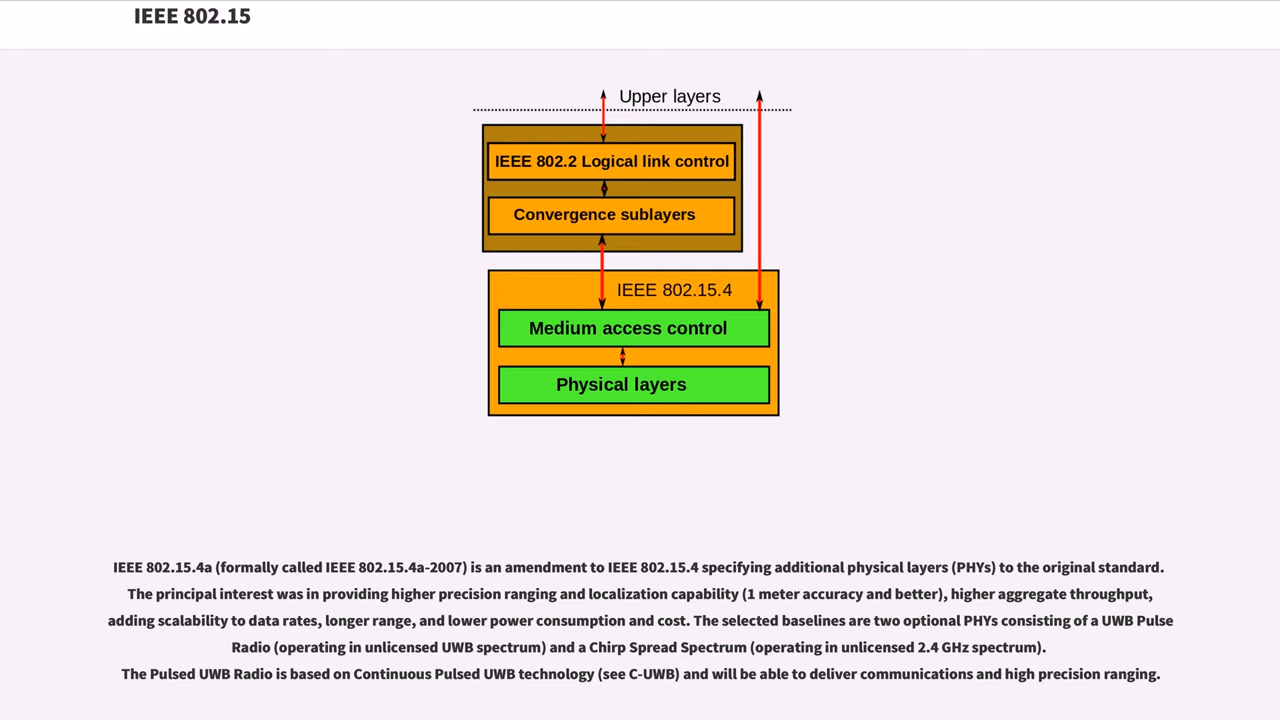 IEEE 802.15
Upper layers
IEEE 802.2 Logical link control
Convergence sublayers
IEEE 802.15.4
Medium access control
Physical layers
IEEE 802.15.4a (formally called IEEE 802.15.4a-2007) is an amendment to IEEE 802.15.4 specifying additional physical layers (PHYs) to the original standard.
The principal interest was in providing higher precision ranging and localization capability (1 meter accuracy and better), higher aggregate throughput,
adding scalability to data rates, longer range, and lower power consumption and cost. The selected baselines are two optional PHYs consisting of a UWB Pulse
Radio (operating in unlicensed UWB spectrum) and a Chirp Spread Spectrum (operating in unlicensed 2.4 GHz spectrum).
The Pulsed UWB Radio is based on Continuous Pulsed UWB technology (see C-UWB) and will be able to deliver communications and high precision ranging.